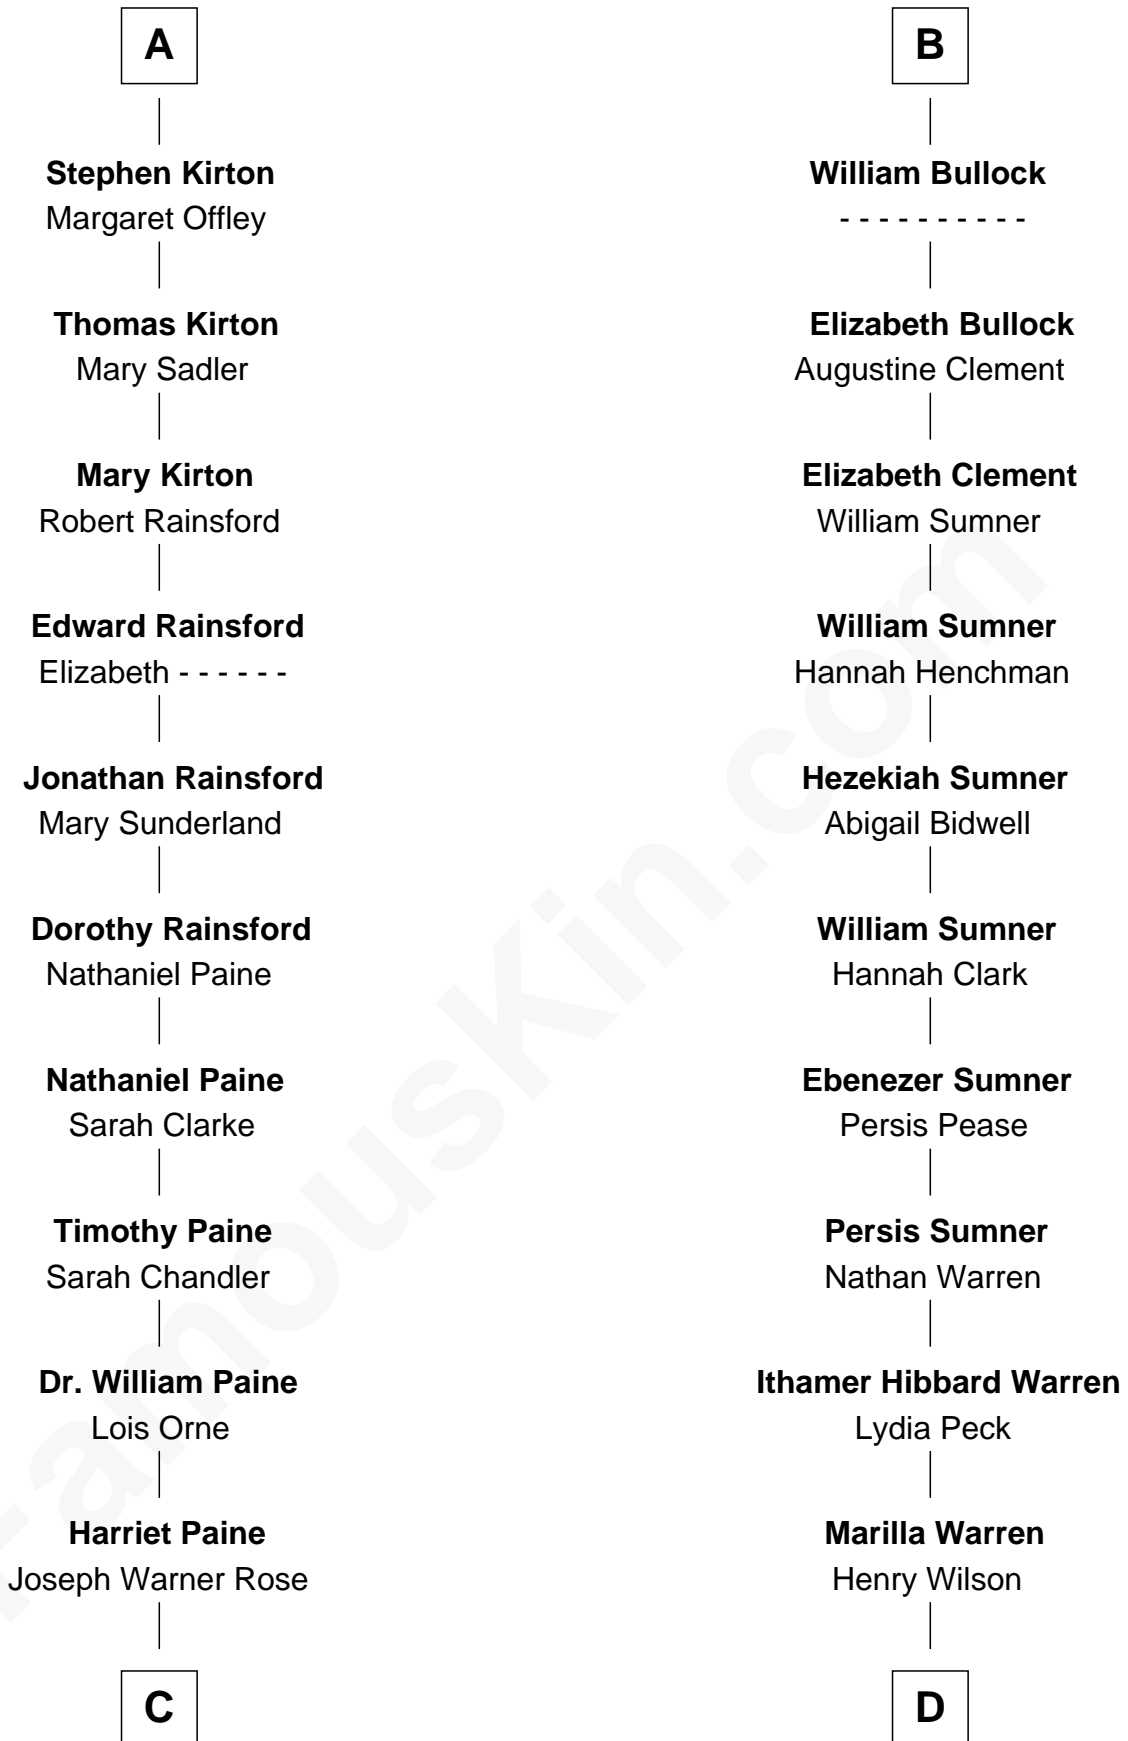 A
Stephen Kirton
Margaret Offley
Thomas Kirton
Mary Sadler
Mary Kirton
Robert Rainsford
Edward Rainsford
Elizabeth - - - - - -
Jonathan Rainsford
Mary Sunderland
Dorothy Rainsford
Nathaniel Paine
Nathaniel Paine
Sarah Clarke
Timothy Paine
Sarah Chandler
Dr. William Paine
Lois Orne
Harriet Paine
Joseph Warner Rose
C
B
William Bullock
- - - - - - - - - -
Elizabeth Bullock
Augustine Clement
Elizabeth Clement
William Sumner
William Sumner
Hannah Henchman
Hezekiah Sumner
Abigail Bidwell
William Sumner
Hannah Clark
Ebenezer Sumner
Persis Pease
Persis Sumner
Nathan Warren
Ithamer Hibbard Warren
Lydia Peck
Marilla Warren
Henry Wilson
D
FamousKin.com